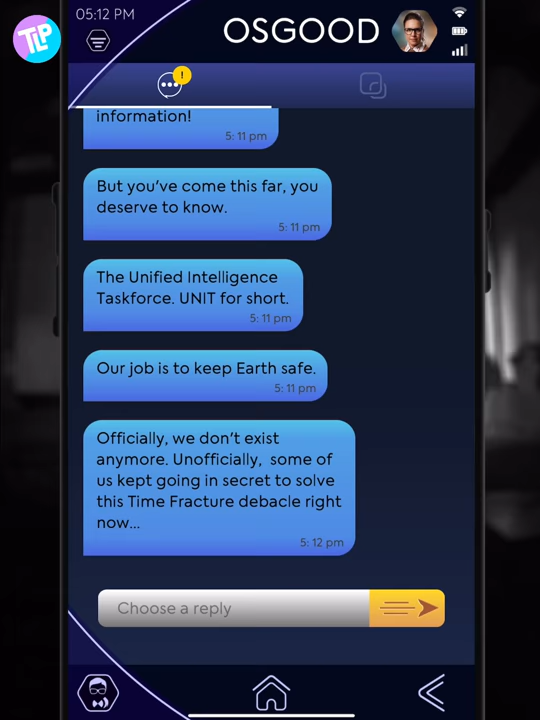 05:12 PM
TLP
OSGOOD
!
information!
5: 11 pm
But you've come this far, you
deserve to know.
5: 11 pm
The Unified Intelligence
Taskforce. UNIT for short.
5: 11 pm
Our job is to keep Earth safe.
5: 11 pm
Officially, we don't exist
anymore. Unofficially,  some of
us kept going in secret to solve
this Time Fracture debacle right
now...
5: 12 pm
Choose a reply